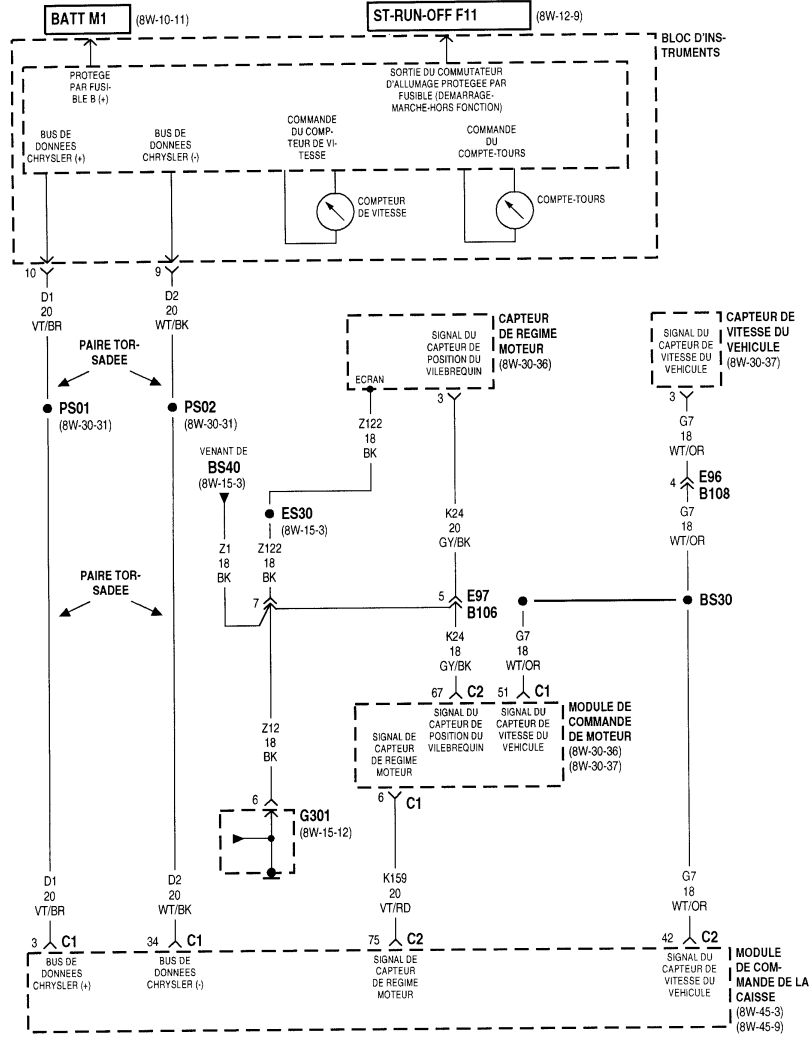 BATT M1
(8W-10-11)
ST-RUN-OFF F11
(8W-12-9)
BLOC D'INS-
TRUMENTS
PROTEGE
PAR FUSI-
BLE B (+)
SORTIE DU COMMUTATEUR
D'ALLUMAGE PROTEGEE PAR
FUSIBLE (DEMARRAGE-
MARCHE-HORS FONCTION)
BUS DE
DONNEES
CHRYSLER (+)
BUS DE
DONNEES
CHRYSLER (-)
COMMANDE
DU COMP-
TEUR DE VI-
TESSE
COMMANDE
DU
COMPTE-TOURS
COMPTEUR
DE VITESSE
COMPTE-TOURS
10
9
D1
20
VT/BR
D2
20
WT/BK
PAIRE TOR-
SADEE
PS01
(8W-30-31)
PS02
(8W-30-31)
SIGNAL DU
CAPTEUR DE
POSITION DU
VILEBREQUIN
ECRAN
CAPTEUR
DE REGIME
MOTEUR
(8W-30-36)
SIGNAL DU
CAPTEUR DE
VITESSE DU
VEHICULE
CAPTEUR DE
VITESSE DU
VEHICULE
(8W-30-37)
3
3
Z122
18
BK
G7
18
WT/OR
VENANT DE
BS40
(8W-15-3)
4
E96
B108
ES30
(8W-15-3)
K24
20
GY/BK
G7
18
WT/OR
Z1
18
BK
Z122
18
BK
PAIRE TOR-
SADEE
7
5
E97
B106
BS30
K24
18
GY/BK
G7
18
WT/OR
67
C2
51
C1
Z12
18
BK
SIGNAL DE
CAPTEUR
DE REGIME
MOTEUR
SIGNAL DU
CAPTEUR DE
POSITION DU
VILEBREQUIN
SIGNAL DU
CAPTEUR DE
VITESSE DU
VEHICULE
MODULE DE
COMMANDE
DE MOTEUR
(8W-30-36)
(8W-30-37)
6
G301
(8W-15-12)
6
C1
D1
20
VT/BR
D2
20
WT/BK
K159
20
VT/RD
G7
18
WT/OR
3
C1
34
C1
75
C2
42
C2
BUS DE
DONNEES
CHRYSLER (+)
BUS DE
DONNEES
CHRYSLER (-)
SIGNAL DE
CAPTEUR
DE REGIME
MOTEUR
SIGNAL DU
CAPTEUR DE
VITESSE DU
VEHICULE
MODULE
DE COM-
MANDE DE LA
CAISSE
(8W-45-3)
(8W-45-9)